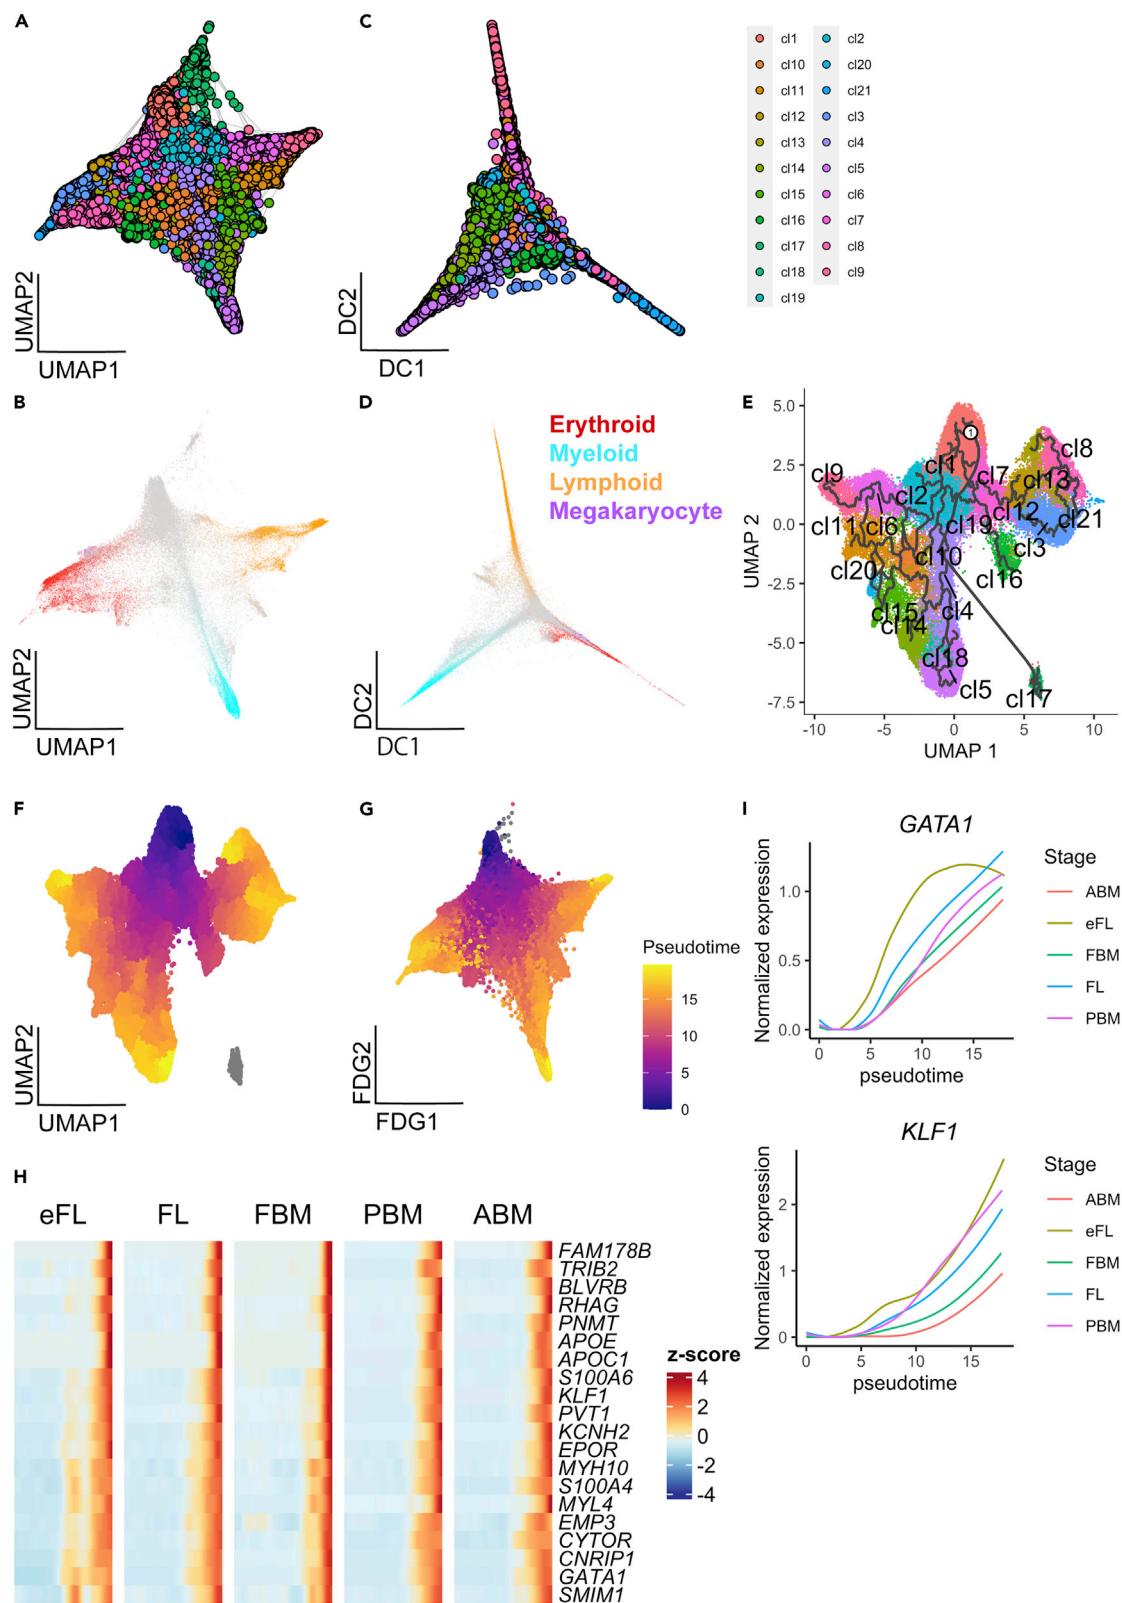 A
C
cl1
cl2
cl10
cl20
cl11
cl21
cl12
cl3
cl13
cl4
cl14
cl5
cl15
cl6
cl16
cl7
cl17
cl8
cl18
cl9
cl19
UMAP2
UMAP1
DC2
DC1
B
D
Erythroid
Myeloid
Lymphoid
Megakaryocyte
UMAP2
UMAP1
DC2
DC1
E
5.0
2.5
0.0
-2.5
-5.0
-7.5
UMAP 2
1
cl8
cl1
cl9
cl7
cl13
cl2
cl12
cl21
cl11
cl6
cl19
cl3
cl10
cl20
cl16
cl15
cl4
cl14
cl18
cl5
cl17
-10
-5
0
5
10
UMAP 1
F
UMAP2
UMAP1
G
FDG2
FDG1
Pseudotime
15
10
5
0
I
GATA1
Normalized expression
1.0
0.5
0.0
0
5
10
15
pseudotime
Stage
ABM
eFL
FBM
FL
PBM
KLF1
Normalized expression
2
1
0
0
5
10
15
pseudotime
Stage
ABM
eFL
FBM
FL
PBM
H
eFL
FL
FBM
PBM
ABM
FAM178B
TRIB2
BLVRB
RHAG
PNMT
APOE
APOC1
S100A6
KLF1
PVT1
KCNH2
EPOR
MYH10
S100A4
MYL4
EMP3
CYTOR
CNRIP1
GATA1
SMIM1
z-score
4
2
0
-2
-4